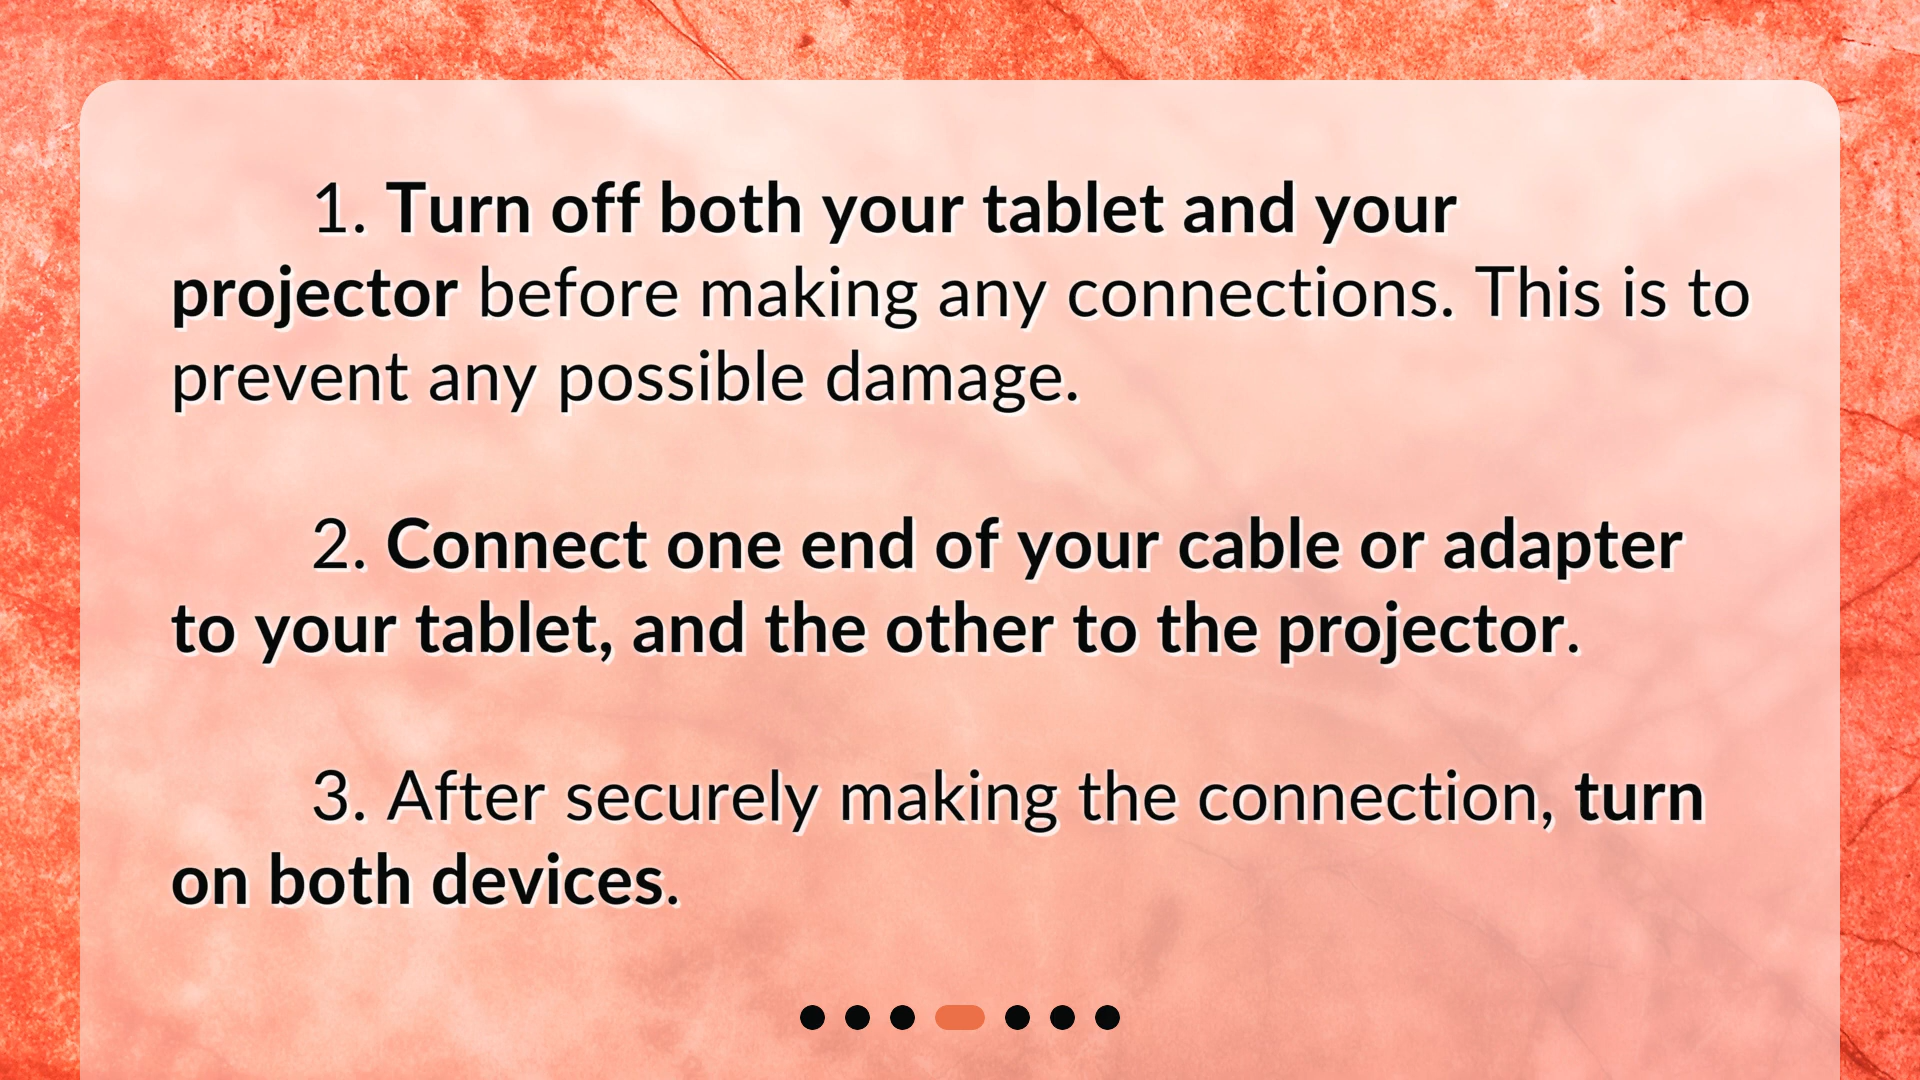 1. Turn off both your tablet and your
projector before making any connections. This is to
prevent any possible damage.
2. Connect one end of your cable or adapter
to your tablet, and the other to the projector.
3. After securely making the connection, turn
on both devices.